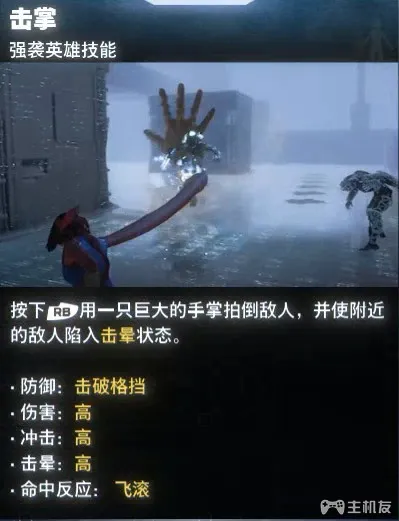 击掌
强袭英雄技能
按下RB用一只巨大的手掌拍倒敌人，并使附近
的敌人陷入击晕状态。
· 防御：击破格挡
· 伤害：高
· 冲击：高
· 击晕：高
· 命中反应：飞滚
主机友